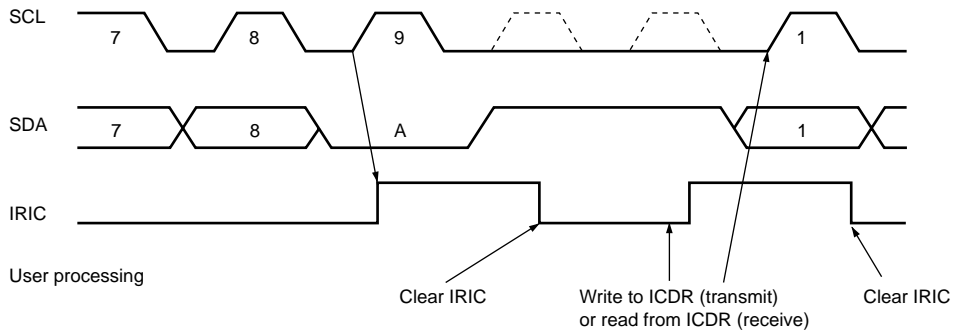 SCL
7 8 9 1
SDA
7 8 A 1
IRIC
User processing
Clear IRIC
Write to ICDR (transmit)
or read from ICDR (receive)
Clear IRIC